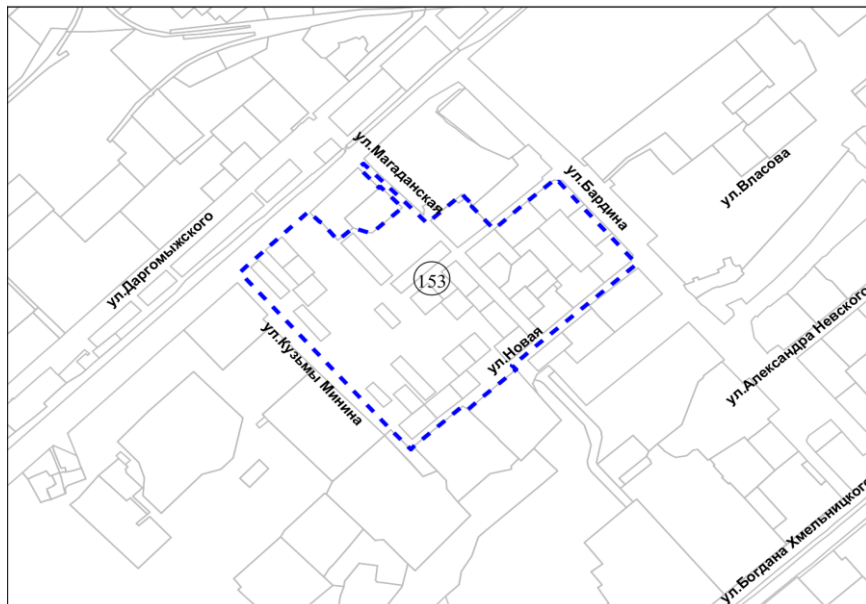 ул.Магаданская
ул.Бардина
ул.Власова
ул.Даргомыжского
153
ул.Кузьмы Минина
ул.Новая
ул.Александра Невского
ул.Богдана Хмельницкого